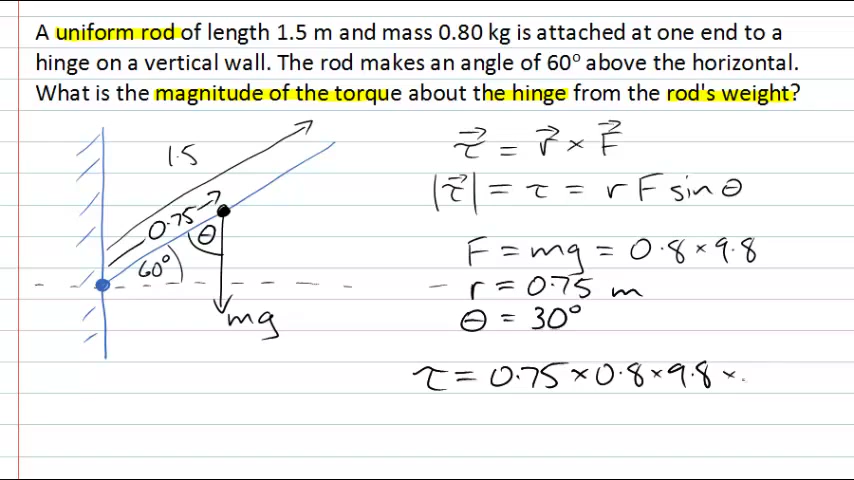 A uniform rod of length 1.5 m and mass 0.80 kg is attached at one end to a
hinge on a vertical wall. The rod makes an angle of 60° above the horizontal.
What is the magnitude of the torque about the hinge from the rod's weight?
1.5
0.75
θ
60°
mg
τ⃗ = r⃗ × F⃗
|τ⃗| = τ = r F sin θ
F = mg = 0.8 × 9.8
r = 0.75 m
θ = 30°
τ = 0.75 × 0.8 × 9.8 ×